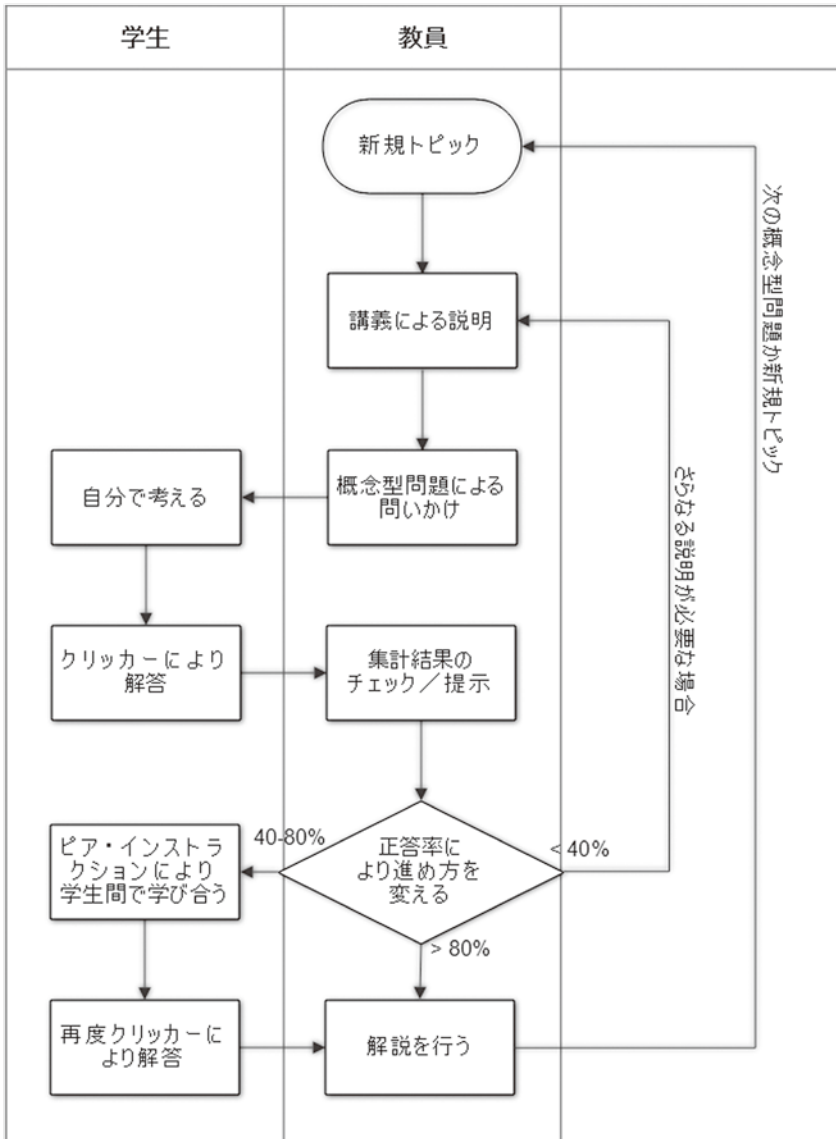 学生
教員
新規トピック
講義による説明
概念型問題による
問いかけ
自分で考える
クリッカーにより
解答
集計結果の
チェック／提示
正答率に
より進め方を
変える
40-80%
< 40%
> 80%
ピア・インストラ
クションにより
学生間で学び合う
再度クリッカーに
より解答
解説を行う
さらなる説明が必要な場合
次の概念型問題か新規トピック